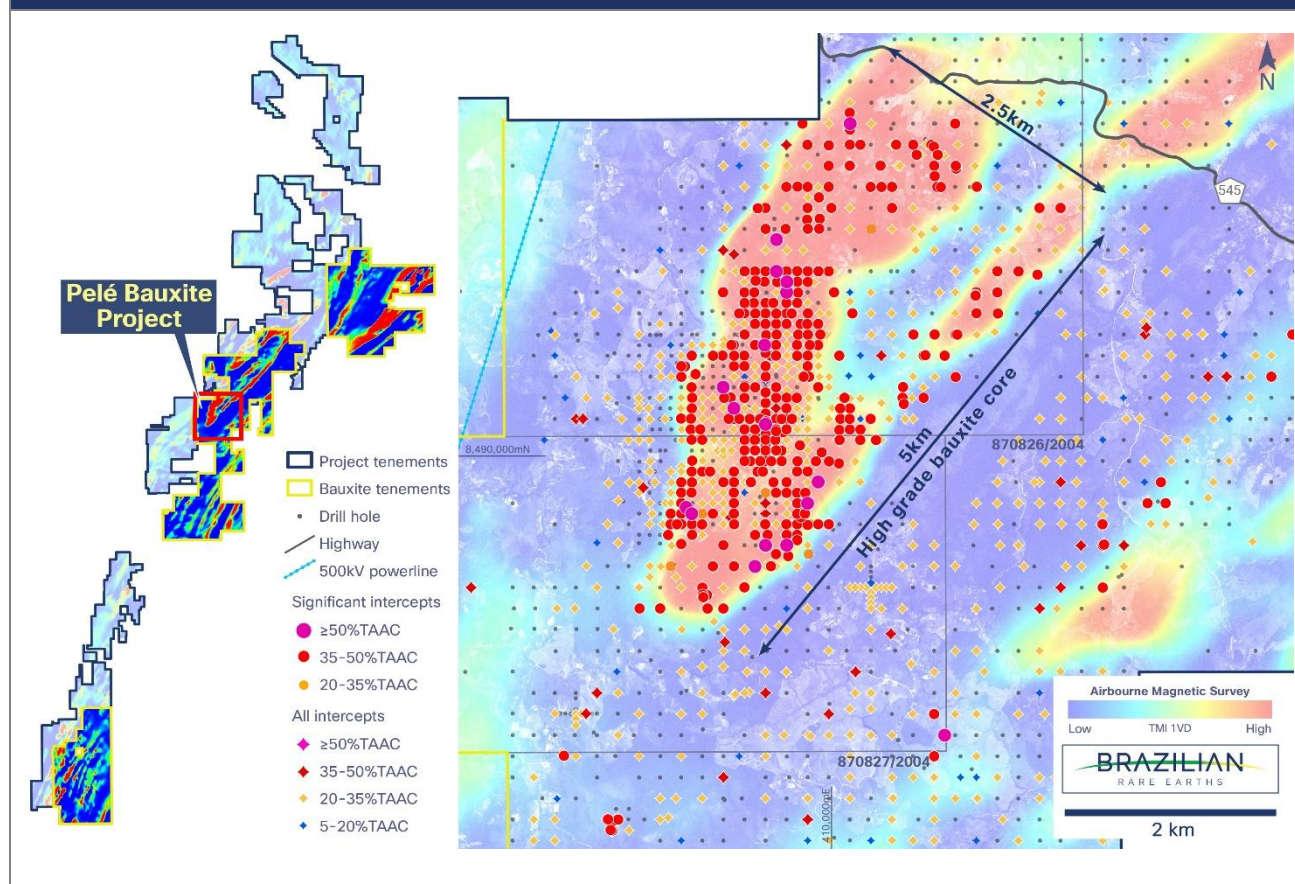 Pelé Bauxite
Project
Project tenements
Bauxite tenements
Drill hole
Highway
500kV powerline
Significant intercepts
≥50%TAAC
35-50%TAAC
20-35%TAAC
All intercepts
≥50%TAAC
35-50%TAAC
20-35%TAAC
5-20%TAAC
N
2.5km
545
5km
High grade bauxite core
870826/2004
8,490,000mN
870827/2004
410,000mE
Airbourne Magnetic Survey
Low TMI 1VD High
BRAZILIAN
RARE EARTHS
2 km